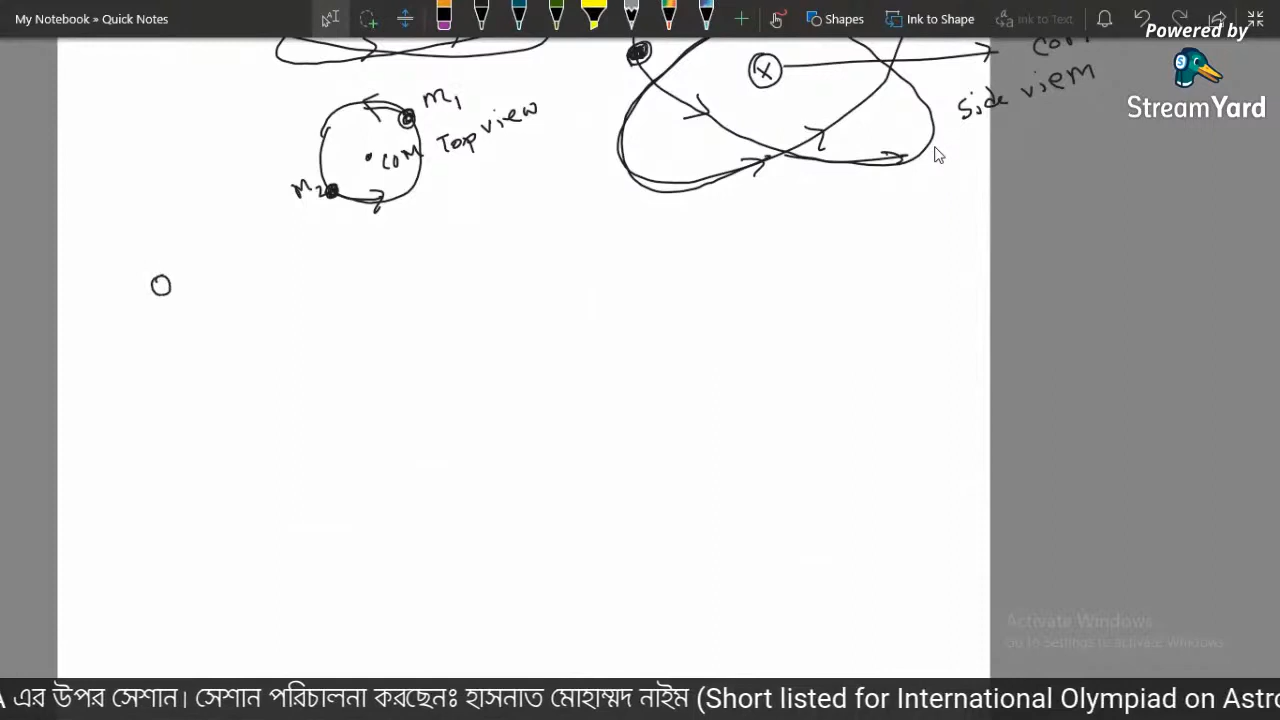 My Notebook » Quick Notes
Shapes
Ink to Shape
Ink to Text
Powered by
StreamYard
m1
Top view
COM
m2
X
Side view
Activate Windows
Go to Settings to activate Windows.
A এর উপর সেশান। সেশান পরিচালনা করছেনঃ হাসনাত মোহাম্মদ নাইম (Short listed for International Olympiad on Astro